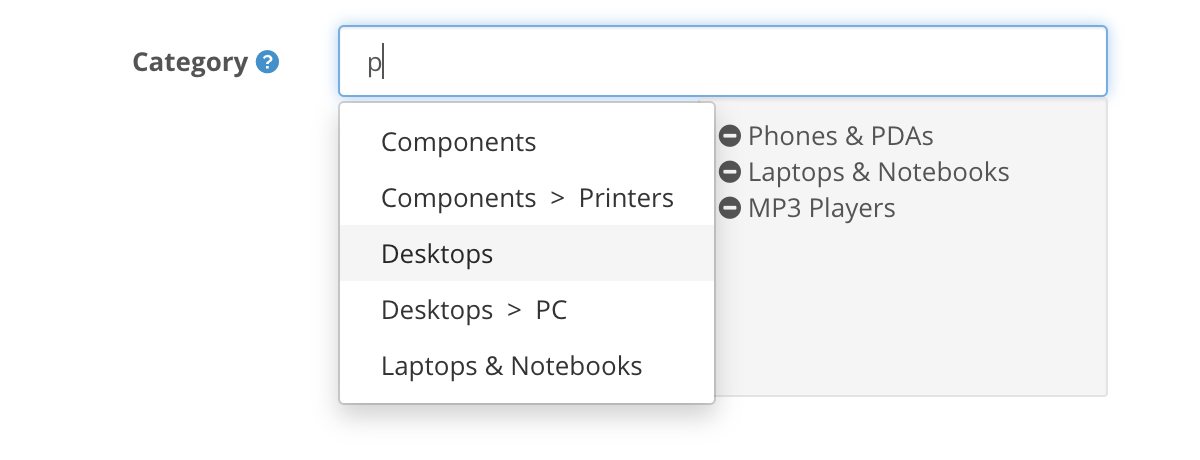 Category ?
p
Components
Components > Printers
Desktops
Desktops > PC
Laptops & Notebooks
Phones & PDAs
Laptops & Notebooks
MP3 Players